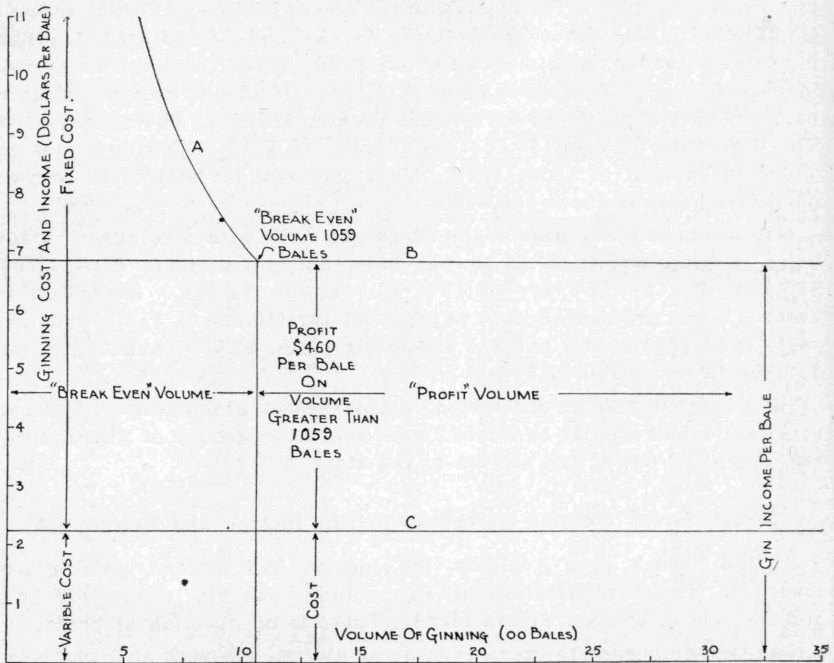 GINNING COST AND INCOME (DOLLARS PER BALE)
11
10
9
8
7
6
5
4
3
2
1
FIXED COST.
VARIBLE COST
A
"BREAK EVEN"
VOLUME 1059
BALES
B
PROFIT
$4.60
PER BALE
ON
VOLUME
GREATER THAN
1059
BALES
"BREAK EVEN" VOLUME
"PROFIT" VOLUME
GIN INCOME PER BALE
C
COST
VOLUME OF GINNING (00 BALES)
5
10
15
20
25
30
35